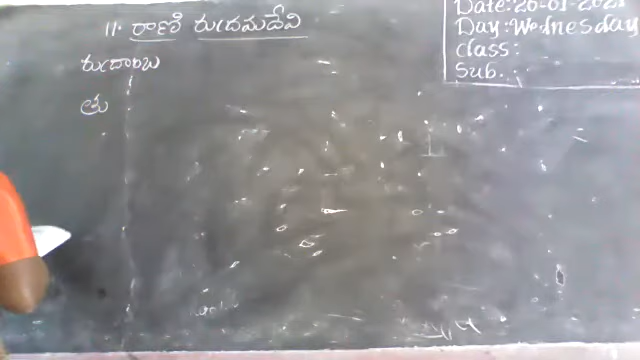 11. రాణి రుద్రమదేవి
రుద్రాంబ
తు
Date: 20-01-2021
Day: Wednesday
Class:
Sub: